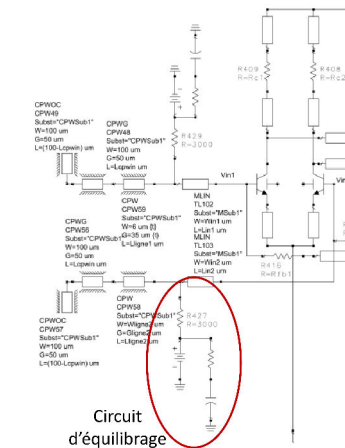 R409
R=Rc1
R408
R=Rc2
CPWOC
CPW49
Subst="CPWSub1"
W=100 um
G=50 um
L=(100-Lcpwin) um
CPWG
CPW48
Subst="CPWSub1"
W=100 um
G=50 um
L=Lcpwin um
R429
R=3000
CPW
CPW59
Subst="CPWSub1"
W=6 um (t)
G=35 um (t)
L=Lligne1 um
MLIN
TL102
Subst="MSub1"
W=Win1 um
L=Lin1 um
Vin1
CPWG
CPW56
Subst="CPWSub1"
W=100 um
G=50 um
L=Lcpwin um
MLIN
TL103
Subst="MSub1"
W=Win2 um
L=Lin2 um
R416
R=Rfb1
CPWOC
CPW57
Subst="CPWSub1"
W=100 um
G=50 um
L=(100-Lcpwin) um
CPW
CPW58
Subst="CPWSub1"
W=Wligne2 um
G=Gligne2 um
L=Lligne2 um
R427
R=3000
Circuit
d'équilibrage